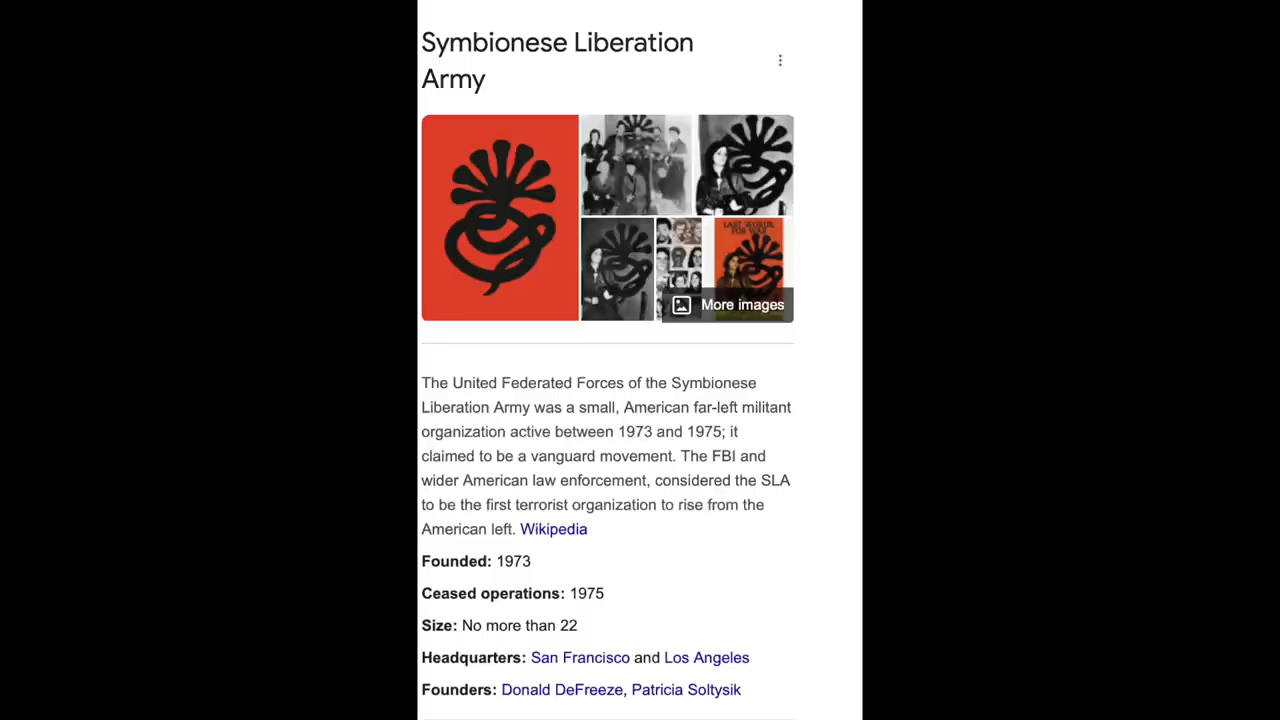 Symbionese Liberation
Army
LAST WORDS
FOR WAR
More images
The United Federated Forces of the Symbionese
Liberation Army was a small, American far-left militant
organization active between 1973 and 1975; it
claimed to be a vanguard movement. The FBI and
wider American law enforcement, considered the SLA
to be the first terrorist organization to rise from the
American left. Wikipedia
Founded: 1973
Ceased operations: 1975
Size: No more than 22
Headquarters: San Francisco and Los Angeles
Founders: Donald DeFreeze, Patricia Soltysik